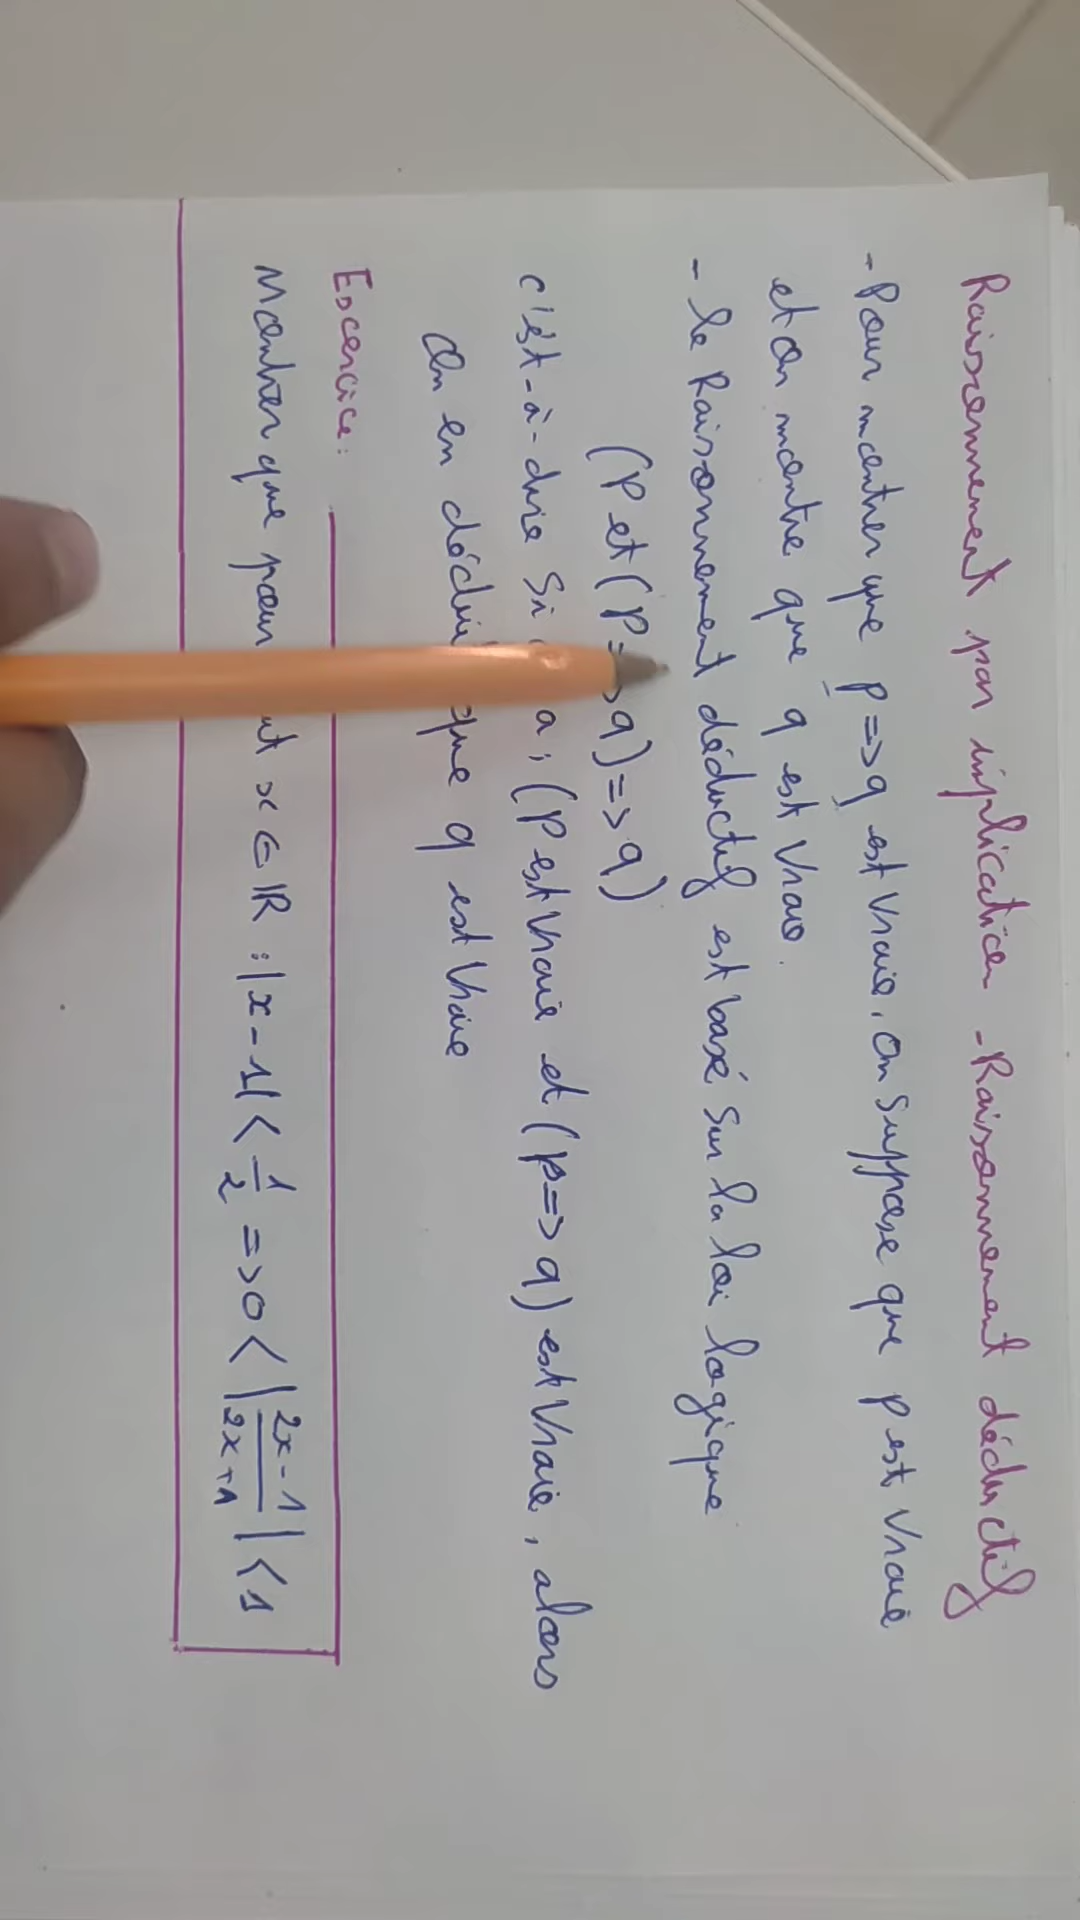 Raisonnement par implication - Raisonnement déductif
- Pour montrer que p => q est vraie, on suppose que p est vraie
et on montre que q est vraie.
- le Raisonnement déductif est basé sur la loi logique
(P et (P => q) => q)
c'ést-à-dire Si a, (P est vraie et (p => q) est vraie, alors
On en déduit que q est vraie
Exercice:
Montrer que pour x ∈ ℝ : |x - 1| < 1/2 => 0 < |(2x - 1)/(2x + 1)| < 1